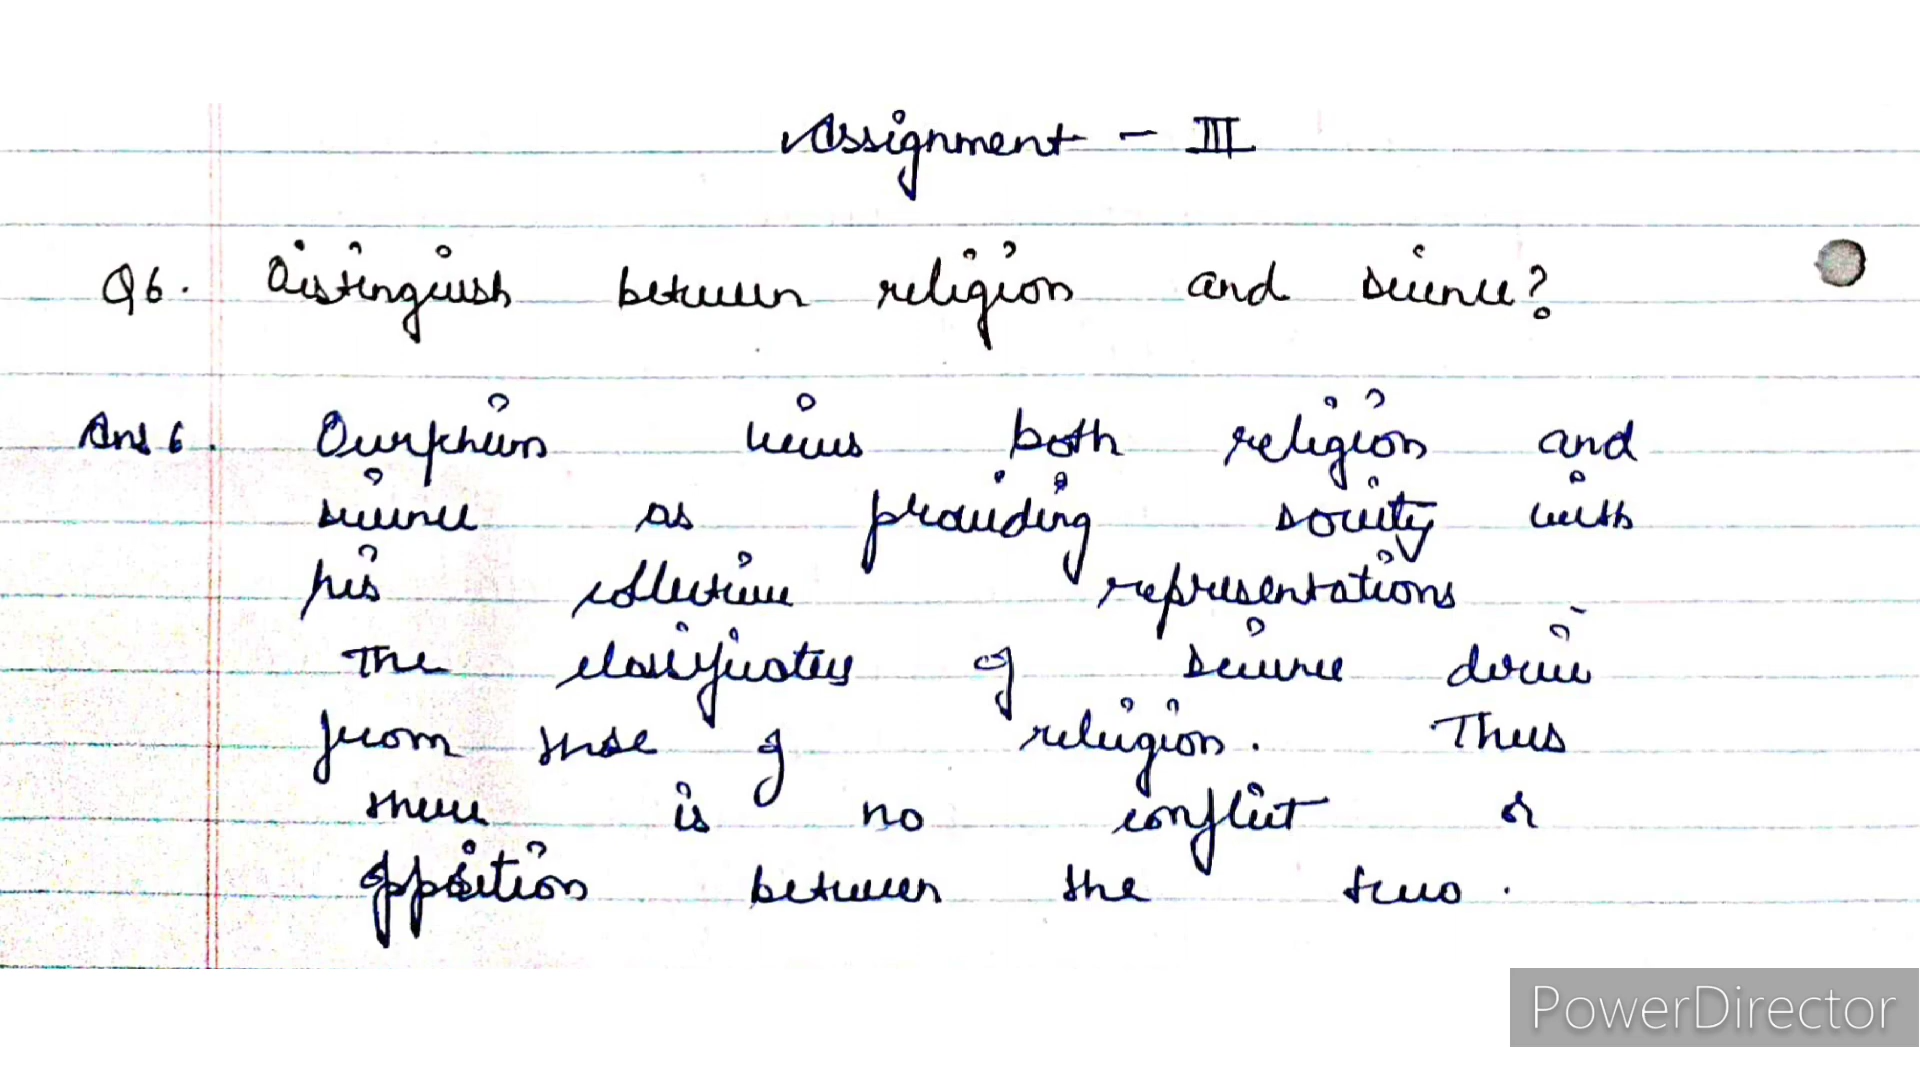 Assignment - III
Q6. Distinguish between religion and science?
Ans 6. Durkheim views both religion and
science as providing society with
its collective representations
The classificatory of science derive
from those of religion. Thus
there is no conflict or
opposition between the two.
PowerDirector